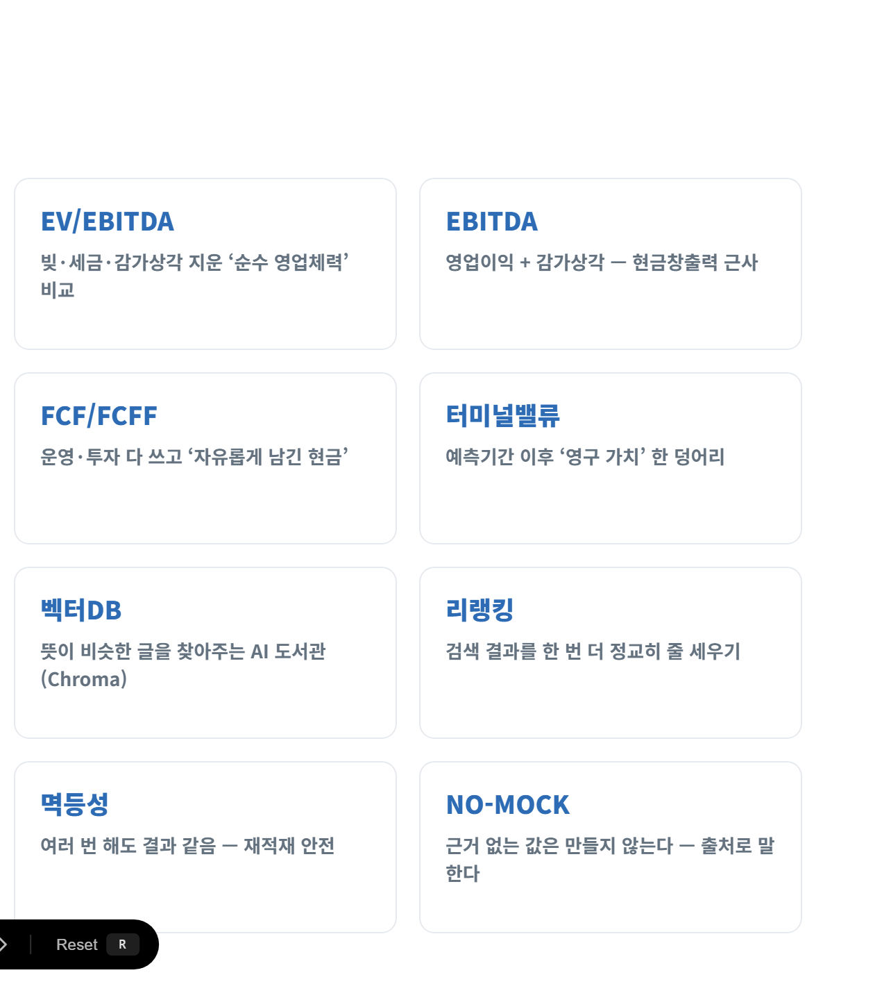 EV/EBITDA
빚·세금·감가상각 지운 ‘순수 영업체력’
비교
EBITDA
영업이익 + 감가상각 — 현금창출력 근사
FCF/FCFF
운영·투자 다 쓰고 ‘자유롭게 남긴 현금’
터미널밸류
예측기간 이후 ‘영구 가치’ 한 덩어리
벡터DB
뜻이 비슷한 글을 찾아주는 AI 도서관
(Chroma)
리랭킹
검색 결과를 한 번 더 정교히 줄 세우기
멱등성
여러 번 해도 결과 같음 — 재적재 안전
NO-MOCK
근거 없는 값은 만들지 않는다 — 출처로 말
한다
Reset R